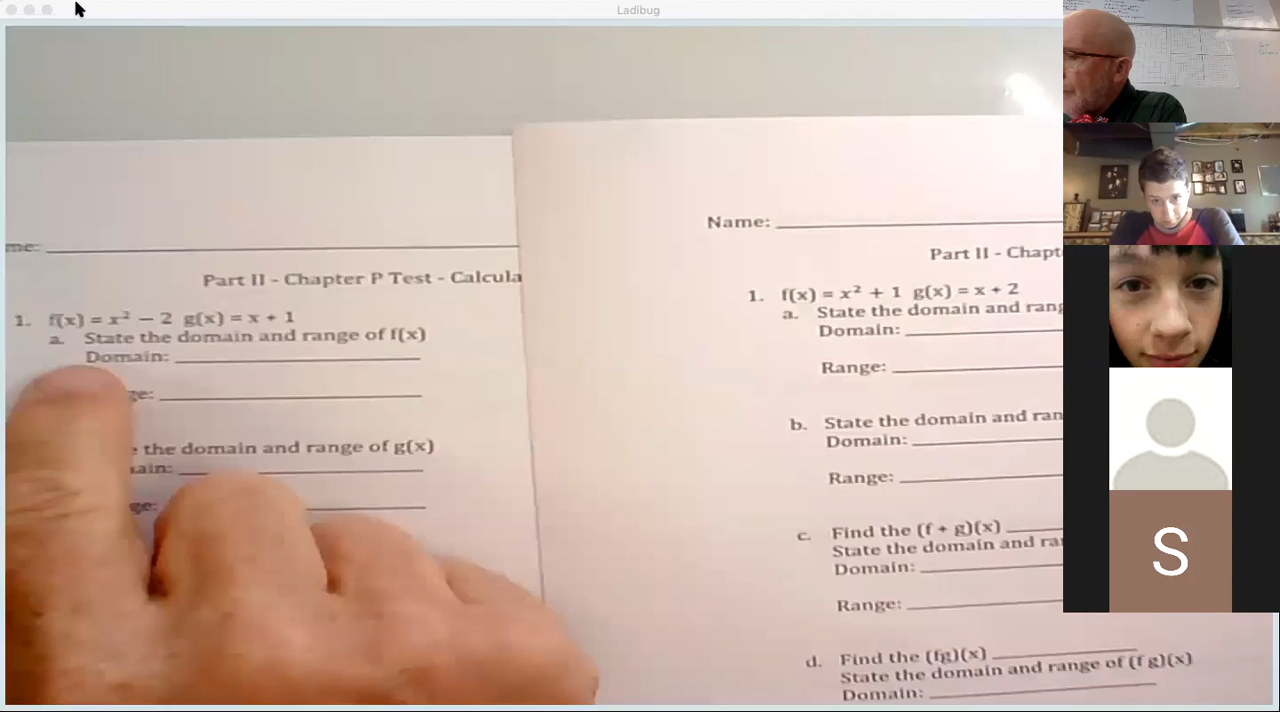 Ladibug
me:
Part II - Chapter P Test - Calcula
1. f(x) = x² − 2 g(x) = x + 1
a. State the domain and range of f(x)
Domain:
ge:
e the domain and range of g(x)
ain:
ge:
Name:
Part II - Chapt
1. f(x) = x² + 1 g(x) = x + 2
a. State the domain and rang
Domain:
Range:
b. State the domain and ran
Domain:
Range:
c. Find the (f + g)(x)
State the domain and ra
Domain:
Range:
d. Find the (fg)(x)
State the domain and range of (f g)(x)
Domain:
S